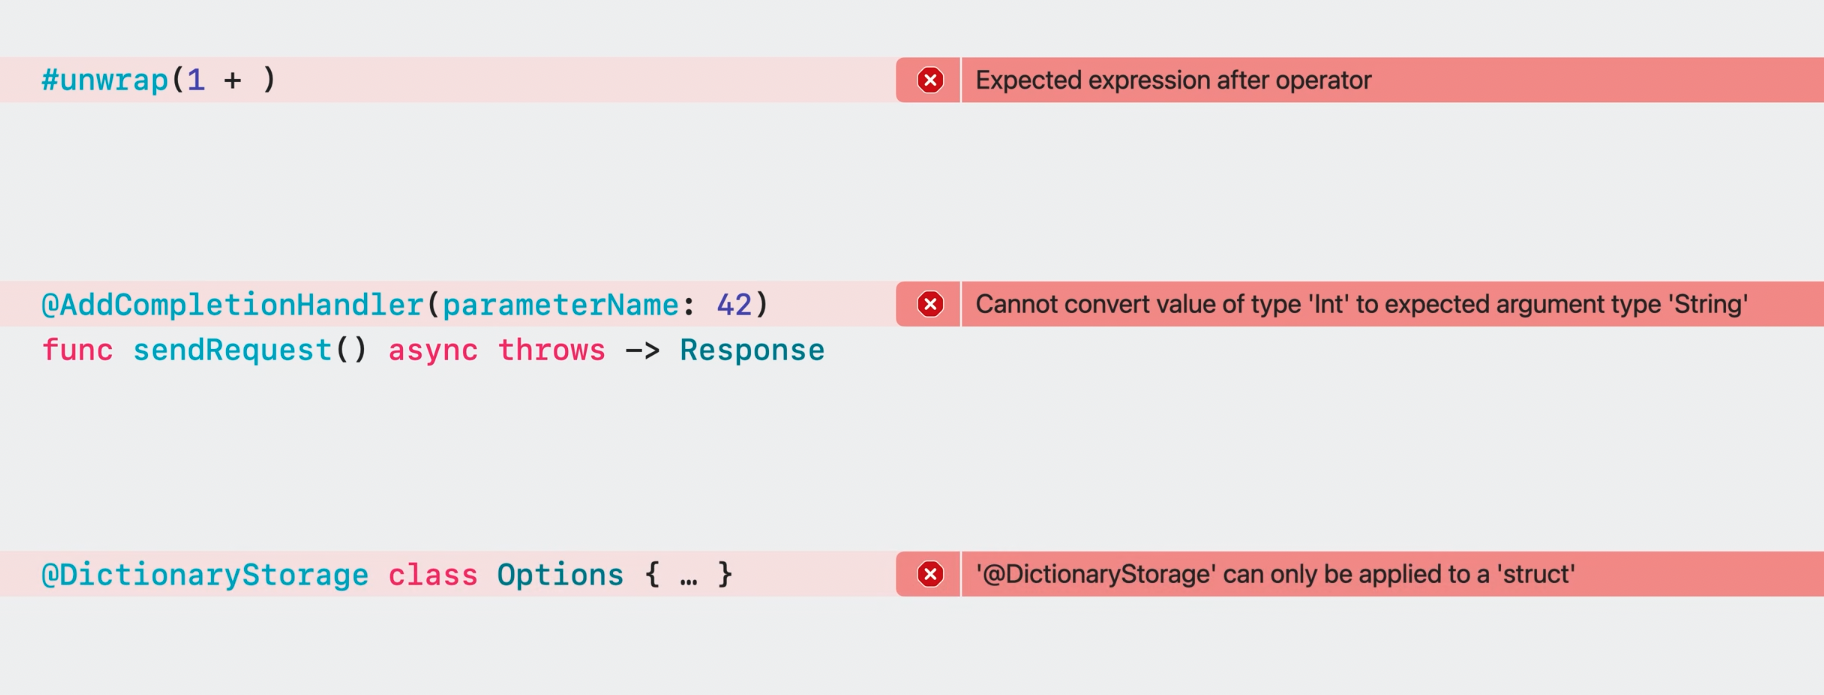 #unwrap(1 + )
Expected expression after operator
@AddCompletionHandler(parameterName: 42)
Cannot convert value of type 'Int' to expected argument type 'String'
func sendRequest() async throws -> Response
@DictionaryStorage class Options { … }
'@DictionaryStorage' can only be applied to a 'struct'